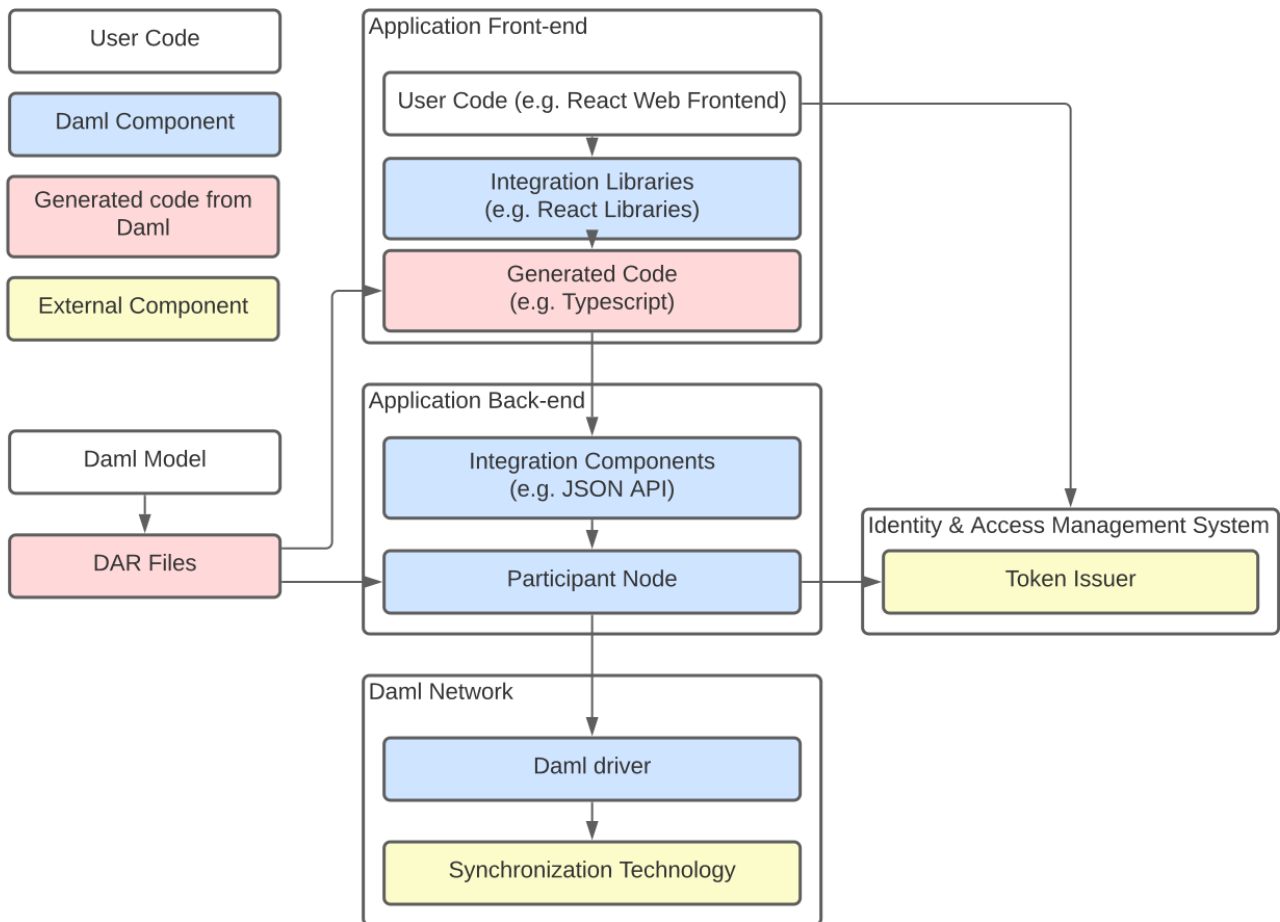 User Code
Daml Component
Generated code from
Daml
External Component
Daml Model
DAR Files
Application Front-end
User Code (e.g. React Web Frontend)
Integration Libraries
(e.g. React Libraries)
Generated Code
(e.g. Typescript)
Application Back-end
Integration Components
(e.g. JSON API)
Participant Node
Identity & Access Management System
Token Issuer
Daml Network
Daml driver
Synchronization Technology